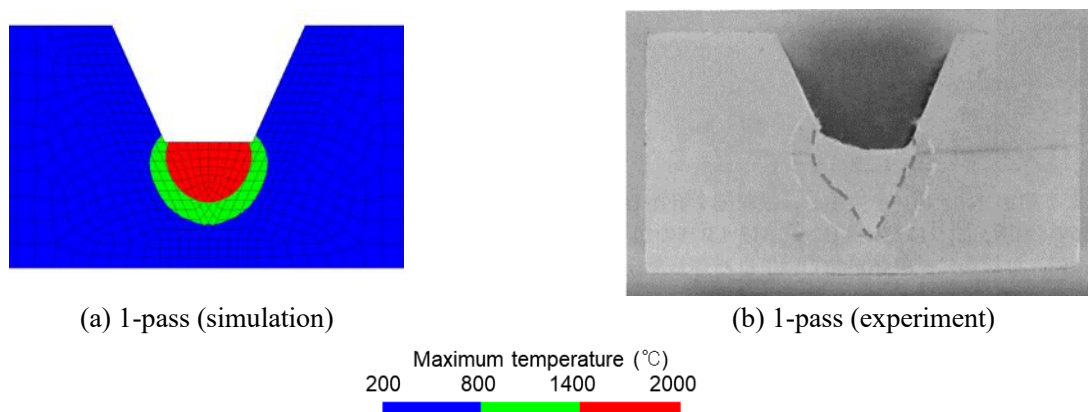 (a) 1-pass (simulation)
(b) 1-pass (experiment)
Maximum temperature (℃)
200 800 1400 2000